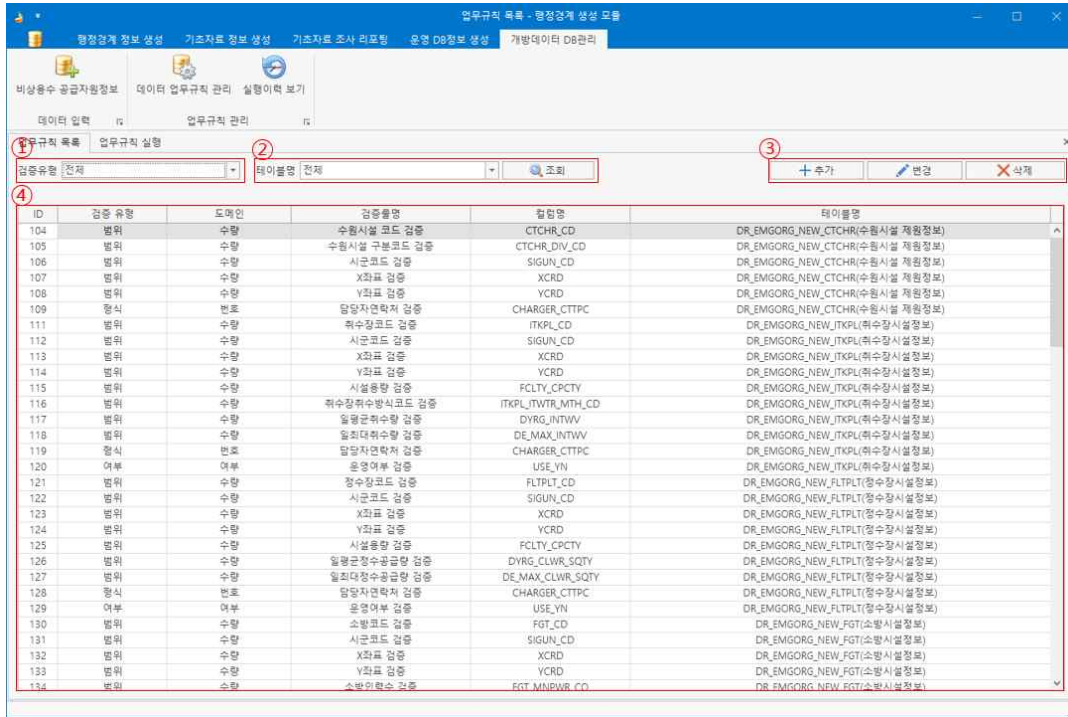 업무규칙 목록 - 행정경계 생성 모듈
행정경계 정보 생성 기초자료 정보 생성 기초자료 조사 리포팅 운영 DB정보 생성 개방데이터 DB관리
비상용수 공급자원정보 데이터 업무규칙 관리 실행이력 보기
데이터 입력 업무규칙 관리
업무규칙 목록 업무규칙 실행
① ② ③
검증유형 전체 테이블명 전체 조회 추가 변경 삭제
④
ID 검증 유형 도메인 검증룰명 컬럼명 테이블명
104 범위 수량 수원시설 코드 검증 CTCHR_CD DR_EMGORG_NEW_CTCHR(수원시설 제원정보)
105 범위 수량 수원시설 구분코드 검증 CTCHR_DIV_CD DR_EMGORG_NEW_CTCHR(수원시설 제원정보)
106 범위 수량 시군코드 검증 SIGUN_CD DR_EMGORG_NEW_CTCHR(수원시설 제원정보)
107 범위 수량 X좌표 검증 XCRD DR_EMGORG_NEW_CTCHR(수원시설 제원정보)
108 범위 수량 Y좌표 검증 YCRD DR_EMGORG_NEW_CTCHR(수원시설 제원정보)
109 형식 번호 담당자연락처 검증 CHARGER_CTTPC DR_EMGORG_NEW_CTCHR(수원시설 제원정보)
111 범위 수량 취수장코드 검증 ITKPL_CD DR_EMGORG_NEW_ITKPL(취수장시설정보)
112 범위 수량 시군코드 검증 SIGUN_CD DR_EMGORG_NEW_ITKPL(취수장시설정보)
113 범위 수량 X좌표 검증 XCRD DR_EMGORG_NEW_ITKPL(취수장시설정보)
114 범위 수량 Y좌표 검증 YCRD DR_EMGORG_NEW_ITKPL(취수장시설정보)
115 범위 수량 시설용량 검증 FCLTY_CPCTY DR_EMGORG_NEW_ITKPL(취수장시설정보)
116 범위 수량 취수장취수방식코드 검증 ITKPL_ITWTR_MTH_CD DR_EMGORG_NEW_ITKPL(취수장시설정보)
117 범위 수량 일평균취수량 검증 DYRG_INTWV DR_EMGORG_NEW_ITKPL(취수장시설정보)
118 범위 수량 일최대취수량 검증 DE_MAX_INTWV DR_EMGORG_NEW_ITKPL(취수장시설정보)
119 형식 번호 담당자연락처 검증 CHARGER_CTTPC DR_EMGORG_NEW_ITKPL(취수장시설정보)
120 여부 여부 운영여부 검증 USE_YN DR_EMGORG_NEW_ITKPL(취수장시설정보)
121 범위 수량 정수장코드 검증 FLTPLT_CD DR_EMGORG_NEW_FLTPLT(정수장시설정보)
122 범위 수량 시군코드 검증 SIGUN_CD DR_EMGORG_NEW_FLTPLT(정수장시설정보)
123 범위 수량 X좌표 검증 XCRD DR_EMGORG_NEW_FLTPLT(정수장시설정보)
124 범위 수량 Y좌표 검증 YCRD DR_EMGORG_NEW_FLTPLT(정수장시설정보)
125 범위 수량 시설용량 검증 FCLTY_CPCTY DR_EMGORG_NEW_FLTPLT(정수장시설정보)
126 범위 수량 일평균정수공급량 검증 DYRG_CLWR_SQTY DR_EMGORG_NEW_FLTPLT(정수장시설정보)
127 범위 수량 일최대정수공급량 검증 DE_MAX_CLWR_SQTY DR_EMGORG_NEW_FLTPLT(정수장시설정보)
128 형식 번호 담당자연락처 검증 CHARGER_CTTPC DR_EMGORG_NEW_FLTPLT(정수장시설정보)
129 여부 여부 운영여부 검증 USE_YN DR_EMGORG_NEW_FLTPLT(정수장시설정보)
130 범위 수량 소방코드 검증 FGT_CD DR_EMGORG_NEW_FGT(소방시설정보)
131 범위 수량 시군코드 검증 SIGUN_CD DR_EMGORG_NEW_FGT(소방시설정보)
132 범위 수량 X좌표 검증 XCRD DR_EMGORG_NEW_FGT(소방시설정보)
133 범위 수량 Y좌표 검증 YCRD DR_EMGORG_NEW_FGT(소방시설정보)
134 범위 수량 소방인력수 검증 FGT_MNPWR_CO DR_EMGORG_NEW_FGT(소방시설정보)